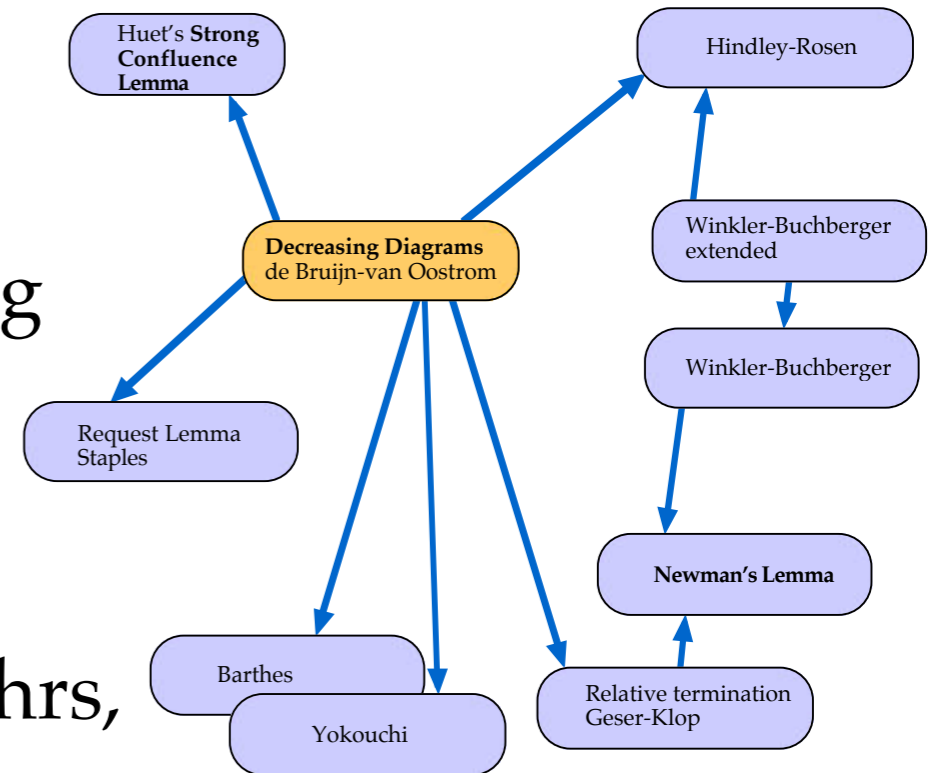 Huet's Strong
Confluence
Lemma
Hindley-Rosen
Winkler-Buchberger
extended
Decreasing Diagrams
de Bruijn-van Oostrom
g
Winkler-Buchberger
Request Lemma
Staples
Newman's Lemma
Barthes
hrs,
Relative termination
Geser-Klop
Yokouchi